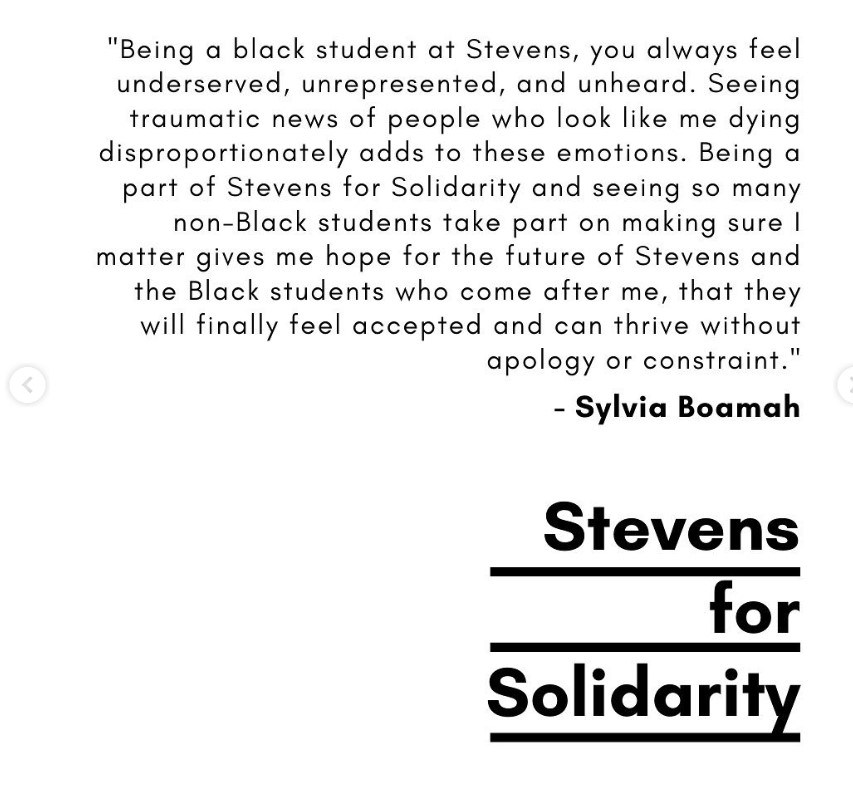 "Being a black student at Stevens, you always feel
underserved, unrepresented, and unheard. Seeing
traumatic news of people who look like me dying
disproportionately adds to these emotions. Being a
part of Stevens for Solidarity and seeing so many
non-Black students take part on making sure I
matter gives me hope for the future of Stevens and
the Black students who come after me, that they
will finally feel accepted and can thrive without
apology or constraint."
- Sylvia Boamah
Stevens
for
Solidarity